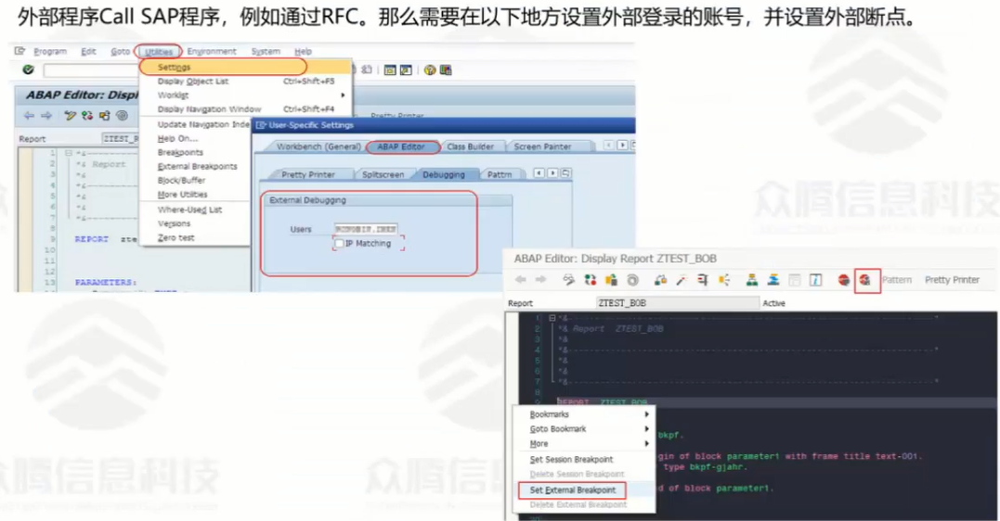 外部程序Call SAP程序，例如通过RFC。那么需要在以下地方设置外部登录的账号，并设置外部断点。
Program Edit Goto Utilities Environment System Help
Settings
Display Object List Ctrl+Shift+F5
Worklist
Display Navigation Window Ctrl+Shift+F4
Update Navigation Inde
Help On...
Breakpoints
External Breakpoints
Block/Buffer
More Utilities
Where-Used List
Versions
Zero test
ABAP Editor: Displ
Pretty Printer
Report ZTEST_B
1 *&
2 *& Report
3 *&
4 *&
5 *&
6 *&
7 *&
8
9 REPORT zte
10
11
12
13 PARAMETERS:
User-Specific Settings
Workbench (General) ABAP Editor Class Builder Screen Painter
Pretty Printer Splitscreen Debugging Pattrn
External Debugging
Users
IP Matching
ABAP Editor: Display Report ZTEST_BOB
Pattern Pretty Printer
Report ZTEST_BOB Active
1 *&
2 *& Report ZTEST_BOB
3 *&
4 *&
5 *&
6 *&
7 *&
8
9 REPORT ZTEST_BOB
Bookmarks
Goto Bookmark
More
Set Session Breakpoint
Delete Session Breakpoint
Set External Breakpoint
Delete External Breakpoint
bkpf.
gin of block parameter1 with frame title text-001.
type bkpf-gjahr.
d of block parameter1.
众腾信息科技
众腾信息科技